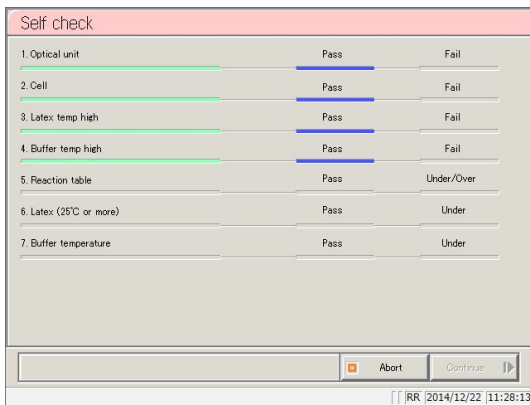 Self check
1. Optical unit Pass Fail
2. Cell Pass Fail
3. Latex temp high Pass Fail
4. Buffer temp high Pass Fail
5. Reaction table Pass Under/Over
6. Latex (25°C or more) Pass Under
7. Buffer temperature Pass Under
Abort Continue
RR 2014/12/22 11:28:13